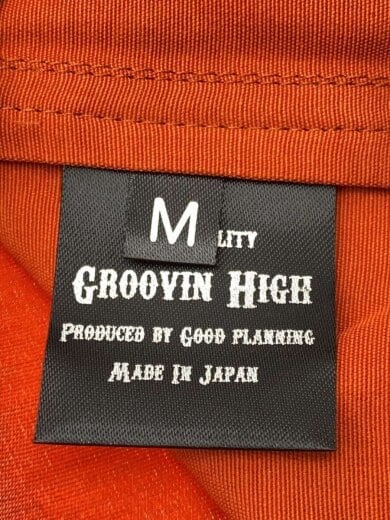 M
LITY
GROOVIN HIGH
PRODUCED BY GOOD PLANNING
MADE IN JAPAN